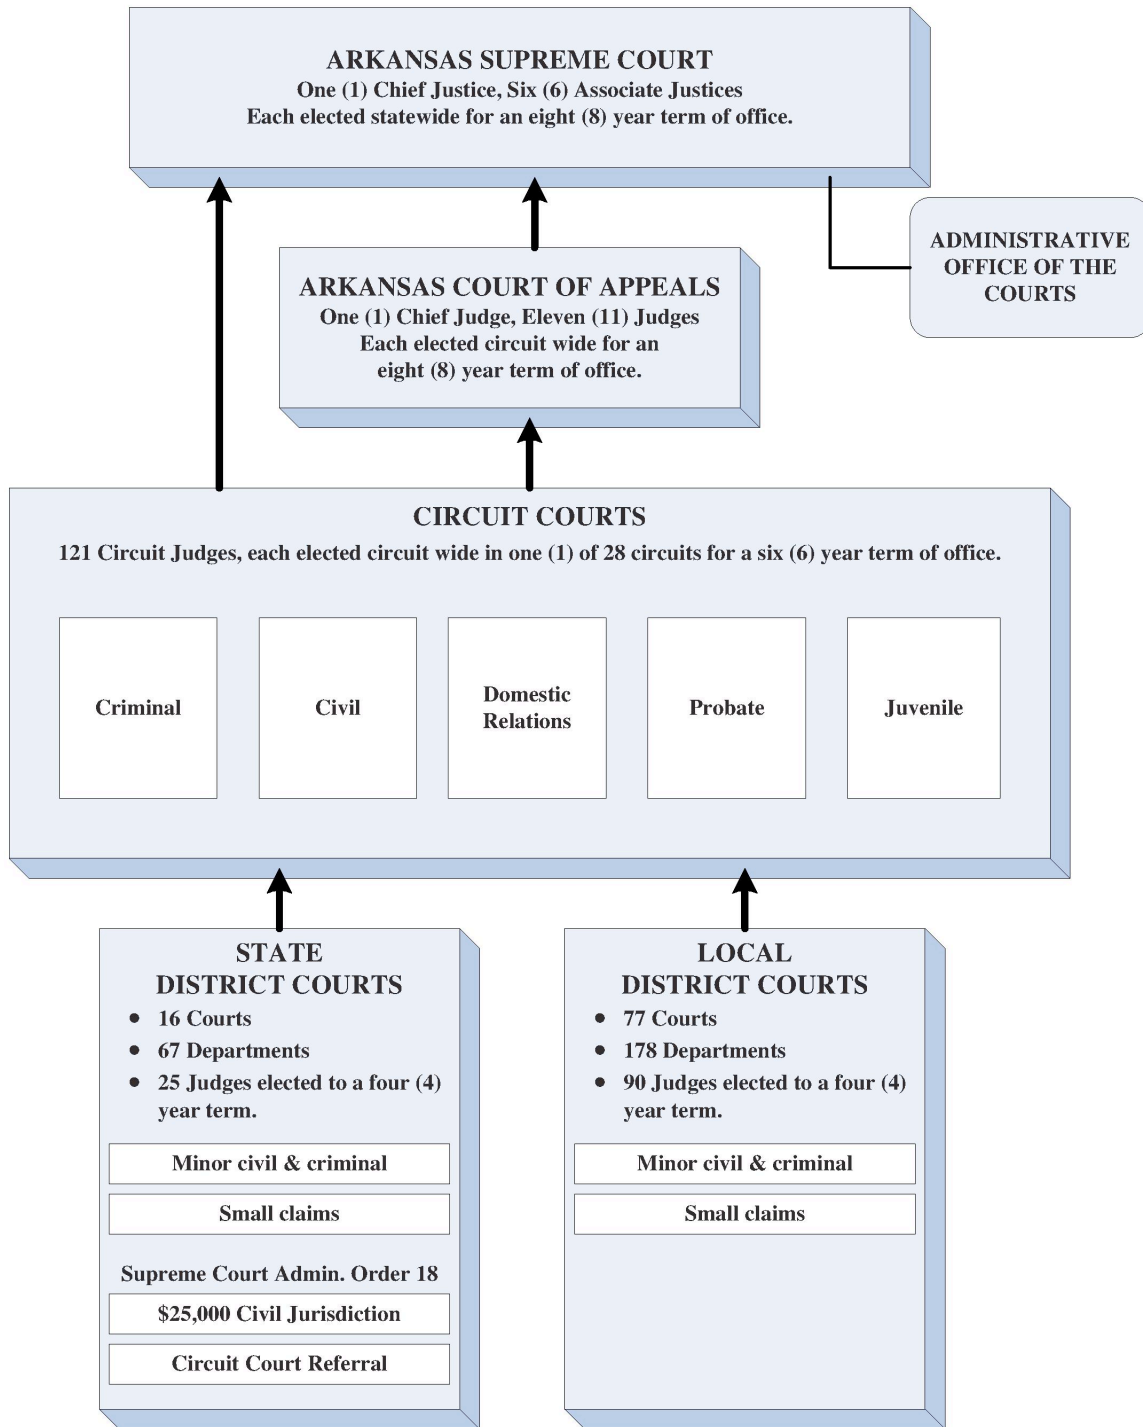 ARKANSAS SUPREME COURT
One (1) Chief Justice, Six (6) Associate Justices
Each elected statewide for an eight (8) year term of office.
ADMINISTRATIVE
OFFICE OF THE
COURTS
ARKANSAS COURT OF APPEALS
One (1) Chief Judge, Eleven (11) Judges
Each elected circuit wide for an
eight (8) year term of office.
CIRCUIT COURTS
121 Circuit Judges, each elected circuit wide in one (1) of 28 circuits for a six (6) year term of office.
Criminal
Civil
Domestic
Relations
Probate
Juvenile
STATE
DISTRICT COURTS
• 16 Courts
• 67 Departments
• 25 Judges elected to a four (4)
year term.
Minor civil & criminal
Small claims
Supreme Court Admin. Order 18
$25,000 Civil Jurisdiction
Circuit Court Referral
LOCAL
DISTRICT COURTS
• 77 Courts
• 178 Departments
• 90 Judges elected to a four (4)
year term.
Minor civil & criminal
Small claims